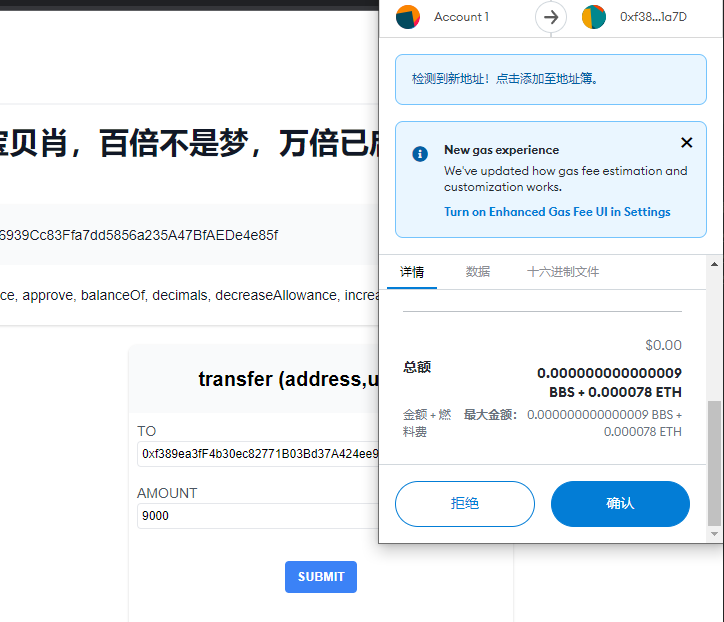 Account 1
0xf38...1a7D
检测到新地址！点击添加至地址簿。
New gas experience
We've updated how gas fee estimation and
customization works.
Turn on Enhanced Gas Fee UI in Settings
详情 数据 十六进制文件
$0.00
总额
0.000000000000009
BBS + 0.000078 ETH
金额 + 燃料费
最大金额： 0.000000000000009 BBS +
0.000078 ETH
拒绝 确认
贝肖，百倍不是梦，万倍已
6939Cc83Ffa7dd5856a235A47BfAEDe4e85f
ce, approve, balanceOf, decimals, decreaseAllowance, increa
transfer (address,u
TO
0xf389ea3fF4b30ec82771B03Bd37A424ee9
AMOUNT
9000
SUBMIT